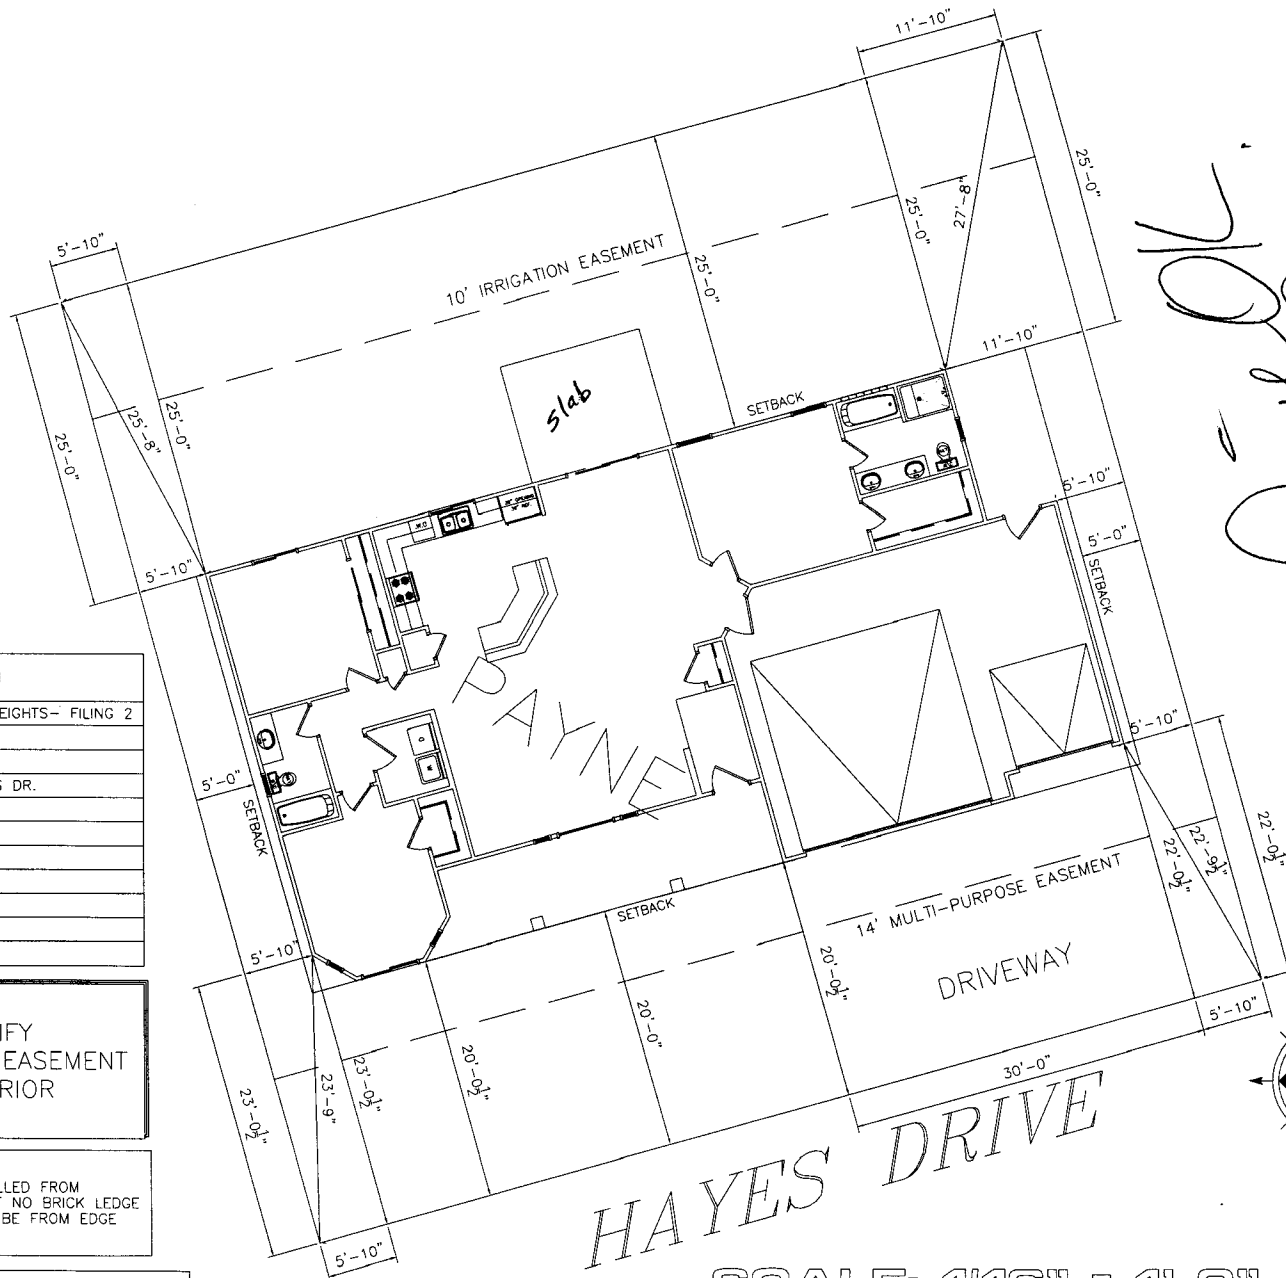 11'-10"
25'-0"
27'-8"
25'-0"
5'-10"
10' IRRIGATION EASEMENT
25'-0"
OK.
25'-0"
25'-8"
25'-0"
slab
SETBACK
11'-10"
5'-10"
5'-10"
5'-0"
SETBACK
EIGHTS- FILING 2
DR.
PAYNE
5'-0"
SETBACK
5'-10"
22'-0½"
22'-9½"
22'-0½"
5'-10"
SETBACK
14' MULTI-PURPOSE EASEMENT
DRIVEWAY
20'-0½"
20'-0"
20'-0½"
23'-0½"
23'-9"
23'-0½"
5'-10"
30'-0"
EASEMENT
RIOR
LLED FROM
NO BRICK LEDGE
BE FROM EDGE
5'-10"
HAYES DRIVE